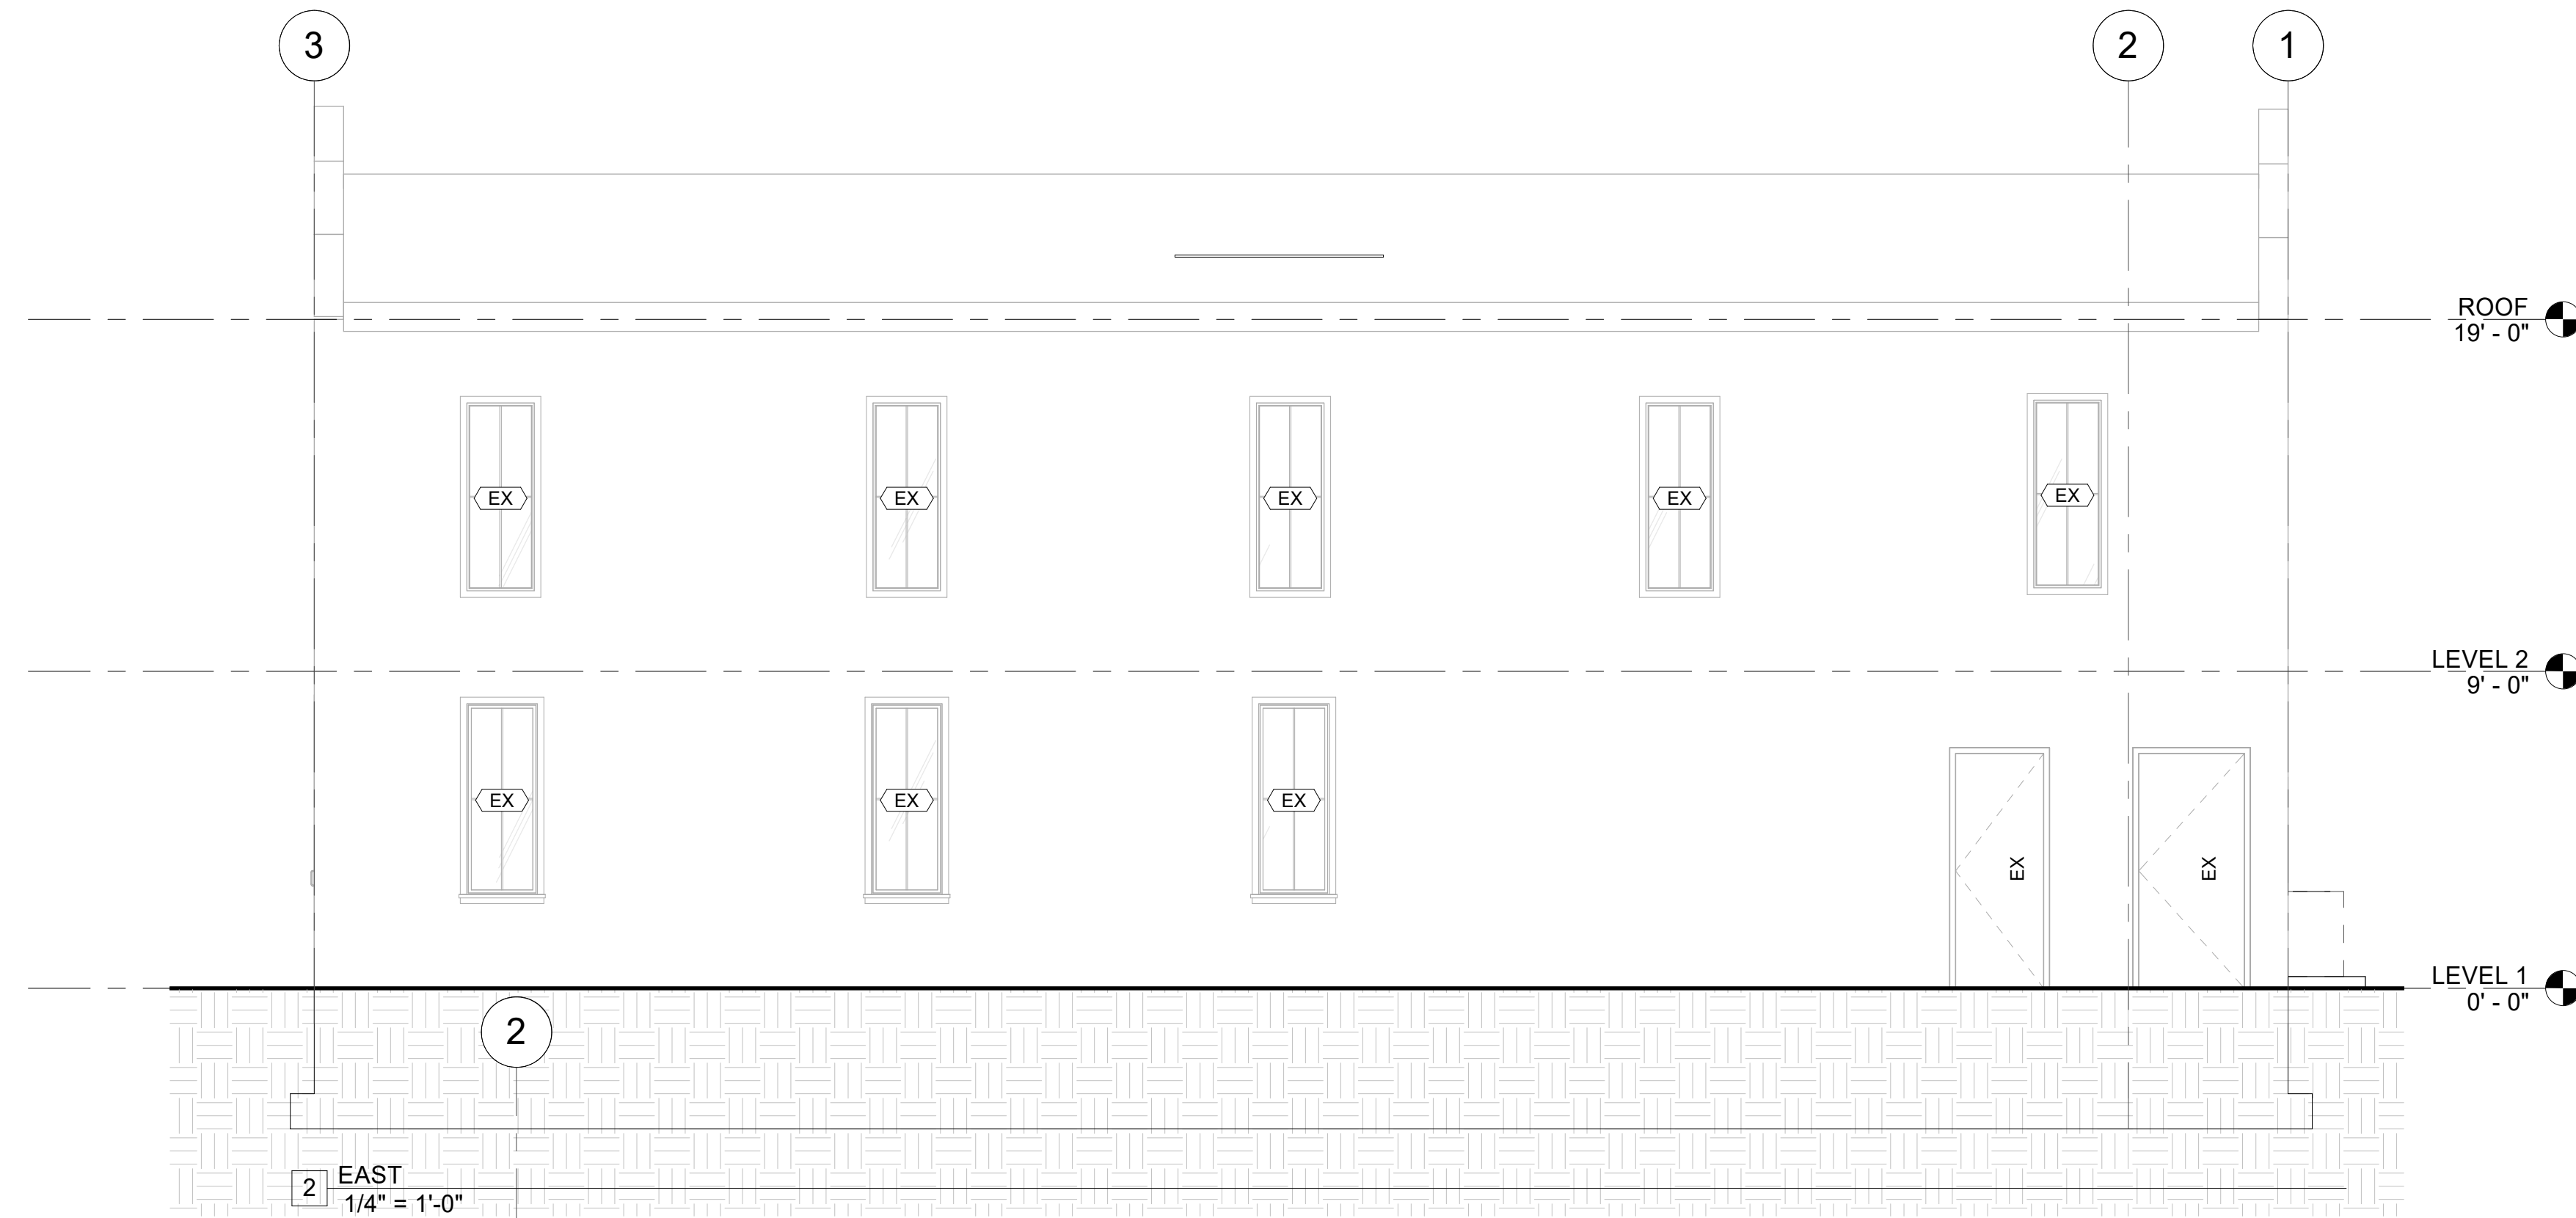 3
2
1
ROOF
19' - 0"
EX
EX
EX
EX
EX
LEVEL 2
9' - 0"
EX
EX
EX
EX
EX
LEVEL 1
0' - 0"
2
2
EAST
1/4" = 1'-0"